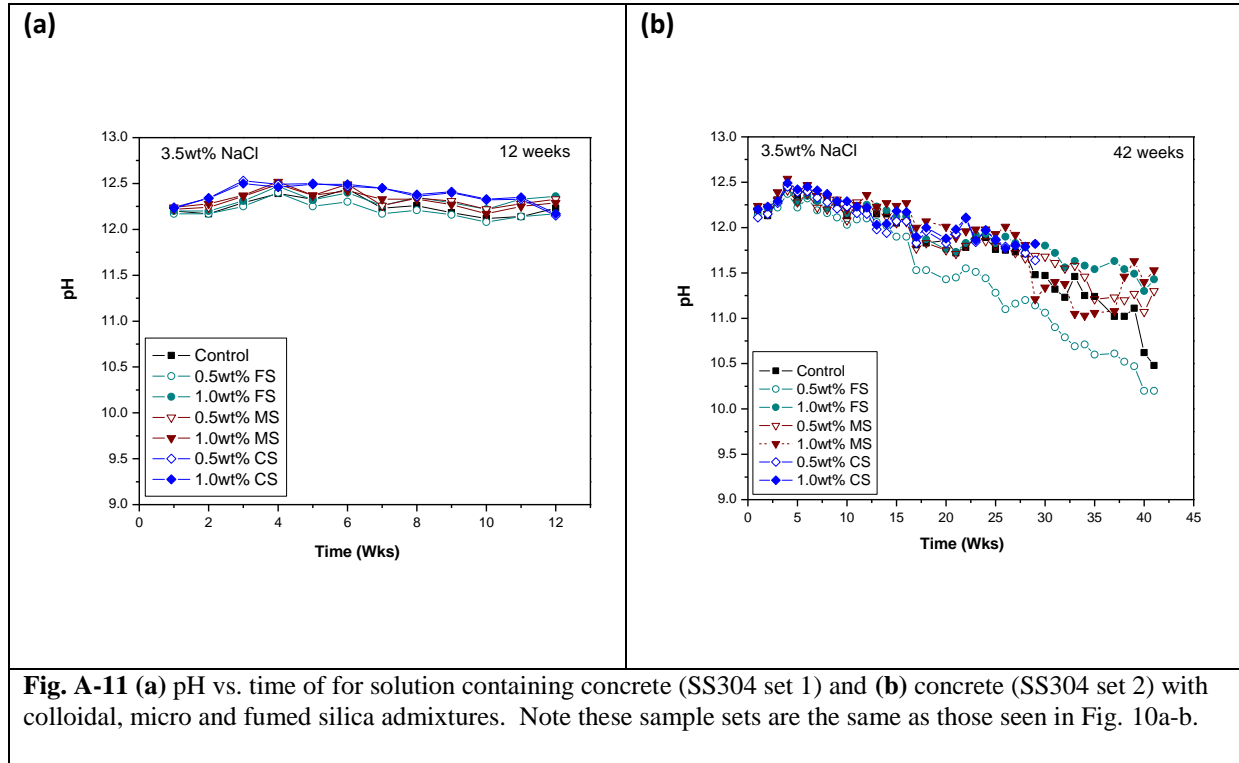 (a)
3.5wt% NaCl
12 weeks
13.0
12.5
12.0
11.5
11.0
10.5
10.0
9.5
9.0
pH
Control
0.5wt% FS
1.0wt% FS
0.5wt% MS
1.0wt% MS
0.5wt% CS
1.0wt% CS
0 2 4 6 8 10 12
Time (Wks)
(b)
3.5wt% NaCl
42 weeks
13.0
12.5
12.0
11.5
11.0
10.5
10.0
9.5
9.0
pH
Control
0.5wt% FS
1.0wt% FS
0.5wt% MS
1.0wt% MS
0.5wt% CS
1.0wt% CS
0 5 10 15 20 25 30 35 40 45
Time (Wks)
Fig. A-11 (a) pH vs. time of for solution containing concrete (SS304 set 1) and (b) concrete (SS304 set 2) with
colloidal, micro and fumed silica admixtures.  Note these sample sets are the same as those seen in Fig. 10a-b.